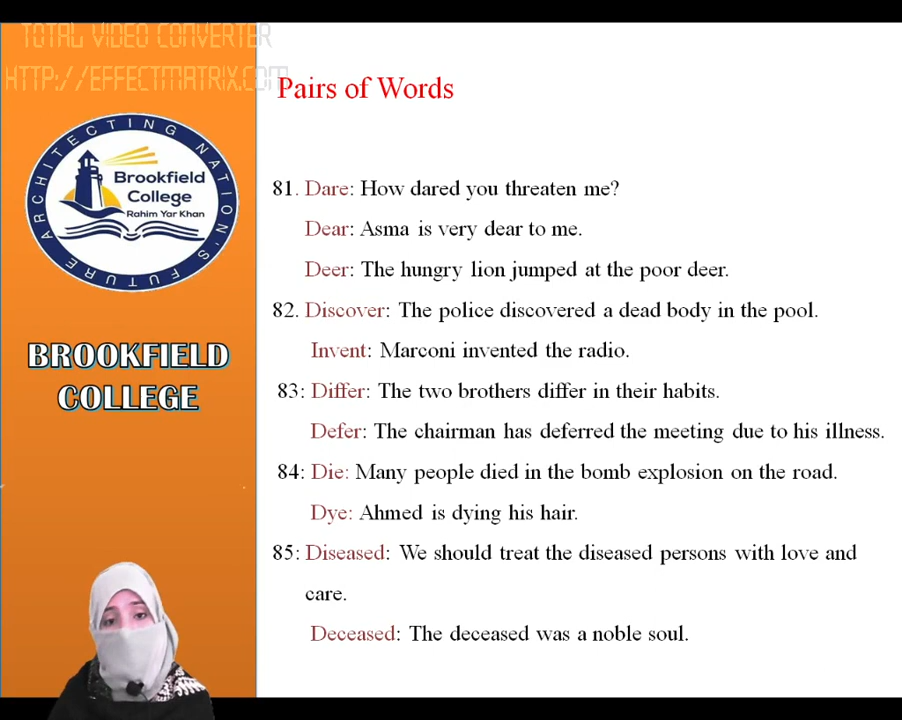 TOTAL VIDEO CONVERTER
HTTP://EFFECTMATRIX.COM
Pairs of Words
ARCHITECTING NATION'S FUTURE
Brookfield
College
Rahim Yar Khan
BROOKFIELD
COLLEGE
81. Dare: How dared you threaten me?
Dear: Asma is very dear to me.
Deer: The hungry lion jumped at the poor deer.
82. Discover: The police discovered a dead body in the pool.
Invent: Marconi invented the radio.
83: Differ: The two brothers differ in their habits.
Defer: The chairman has deferred the meeting due to his illness.
84: Die: Many people died in the bomb explosion on the road.
Dye: Ahmed is dying his hair.
85: Diseased: We should treat the diseased persons with love and
care.
Deceased: The deceased was a noble soul.